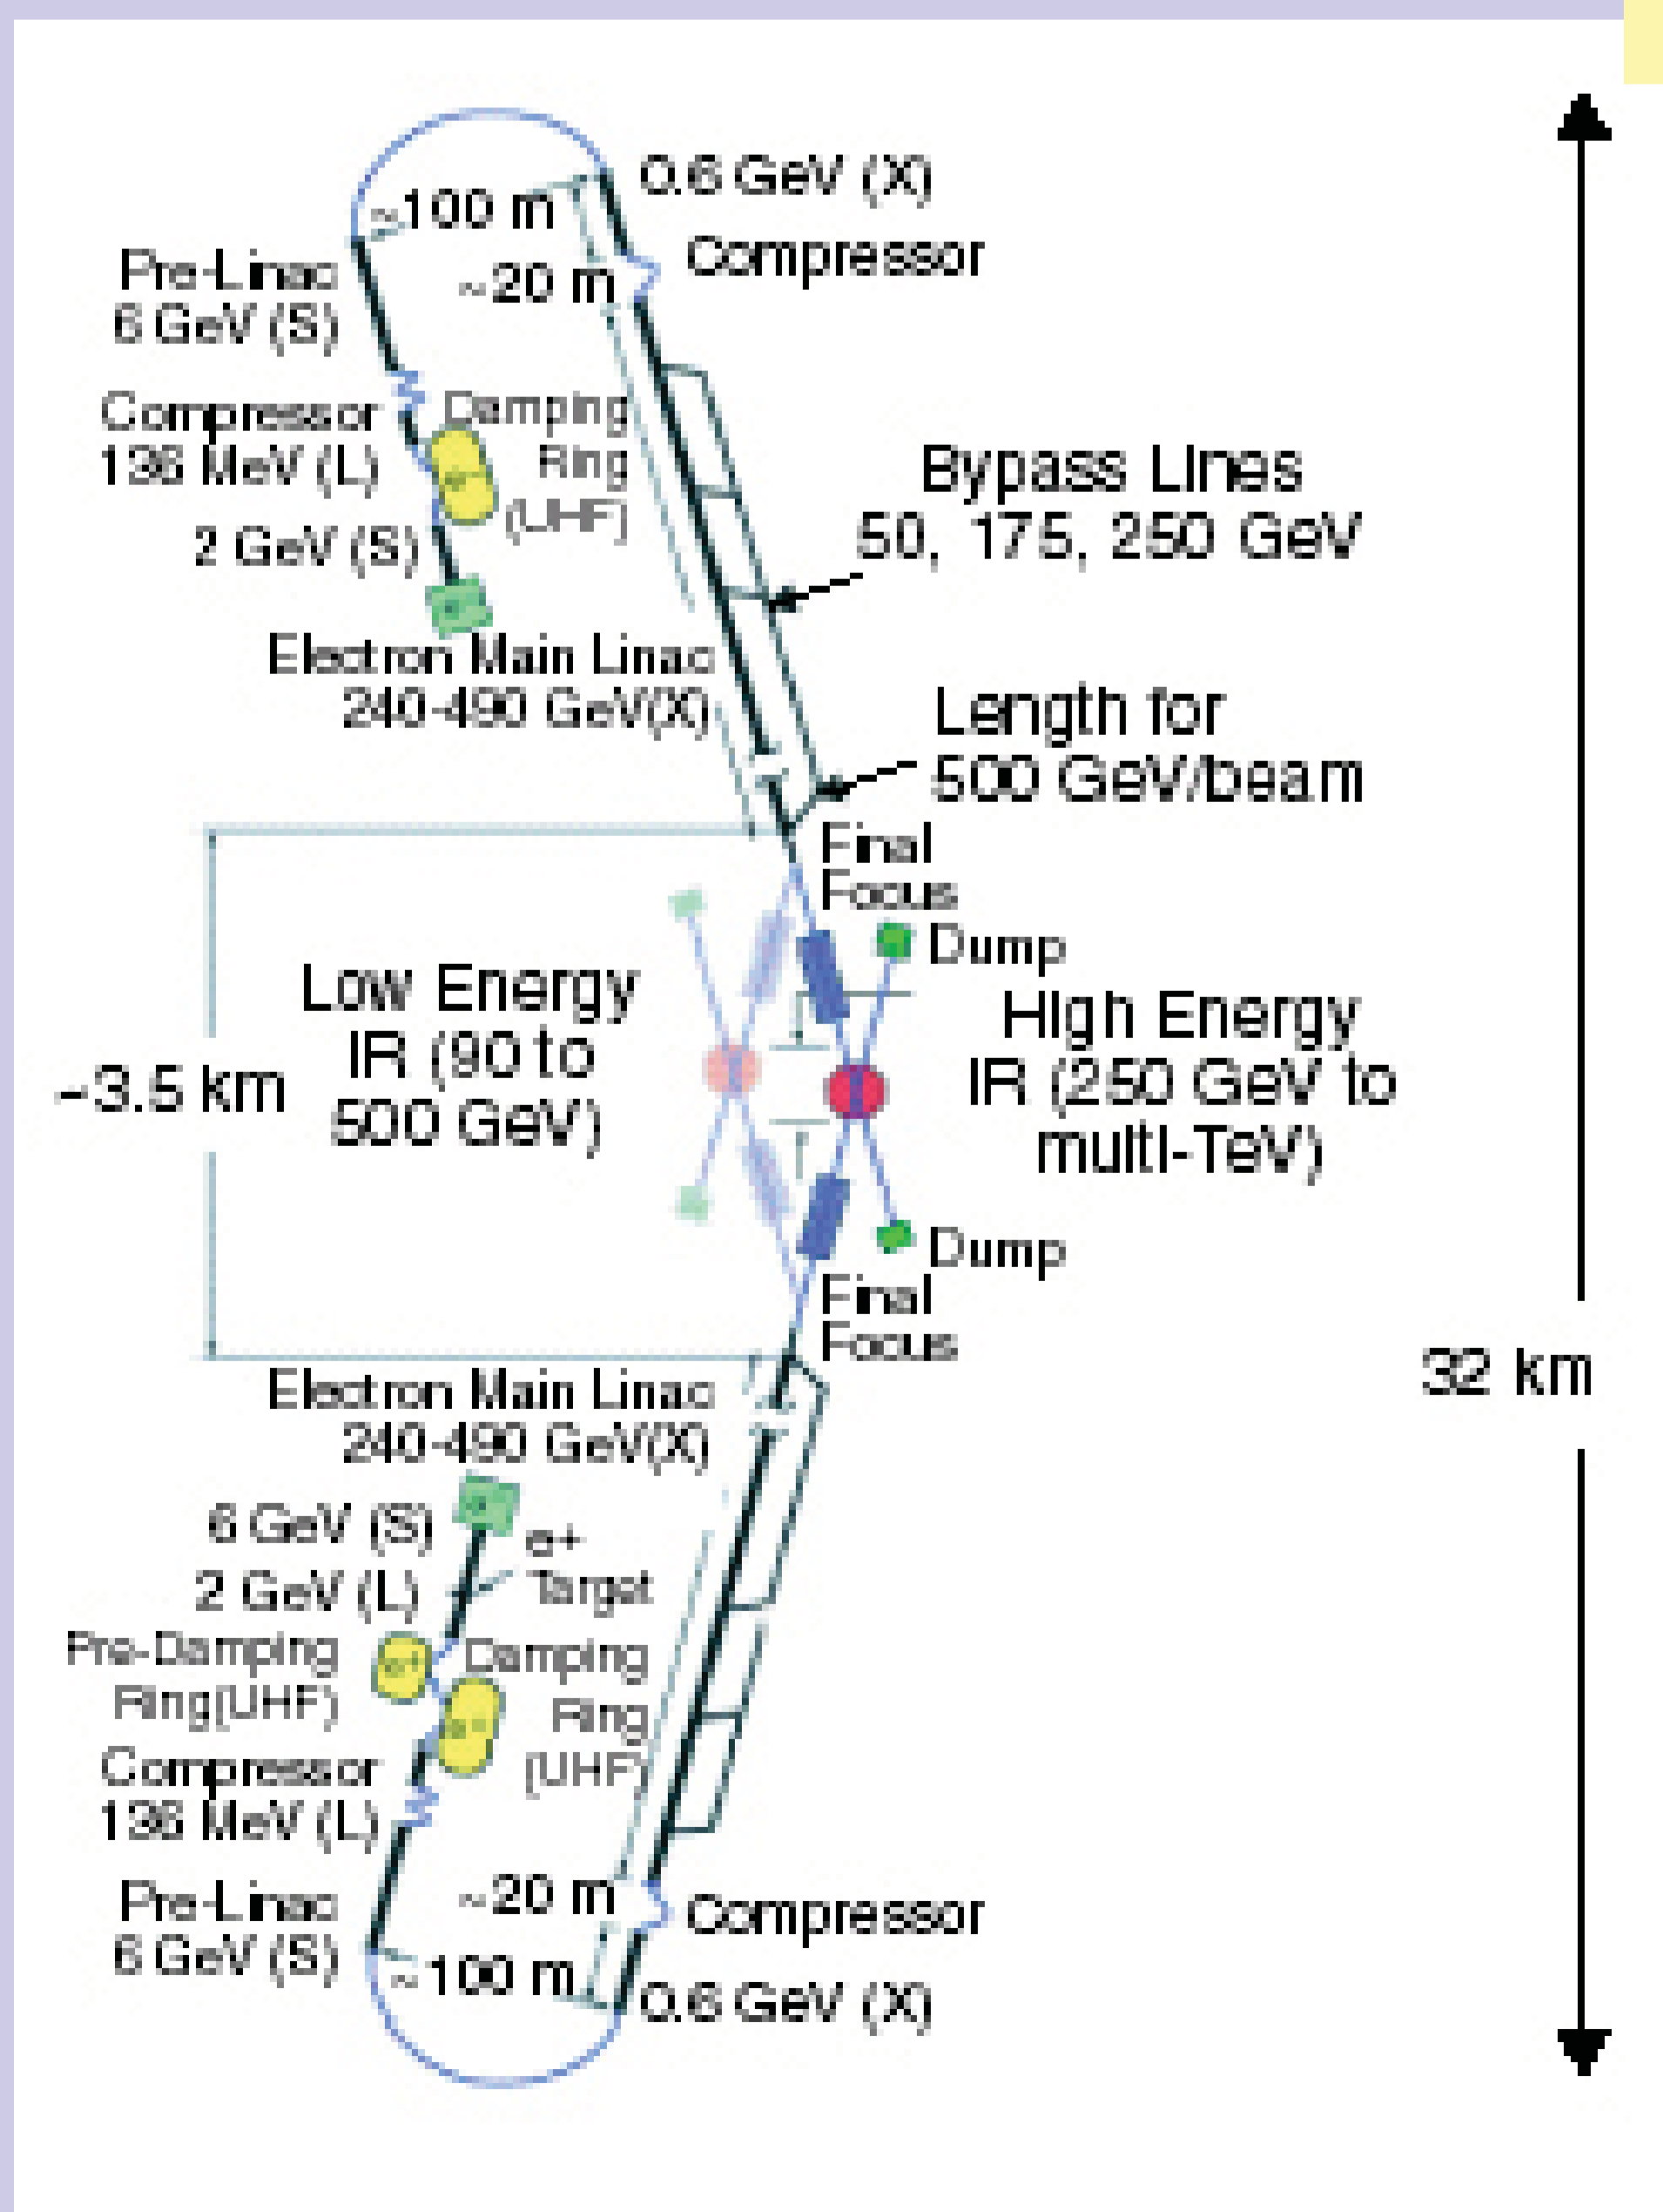 0.6 GeV (X)
~100 m
Compressor
Pre-Linac
6 GeV (S)
~20 m
Compressor
136 MeV (L)
Damping
Ring
(UHF)
2 GeV (S)
Bypass Lines
50, 175, 250 GeV
Electron Main Linac
240-490 GeV(X)
Length for
500 GeV/beam
Final
Focus
Dump
Low Energy
IR (90 to
500 GeV)
High Energy
IR (250 GeV to
multi-TeV)
~3.5 km
Dump
Final
Focus
32 km
Electron Main Linac
240-490 GeV(X)
6 GeV (S)
e+
Target
2 GeV (L)
Pre-Damping
Ring(UHF)
Damping
Ring
(UHF)
Compressor
136 MeV (L)
Pre-Linac
6 GeV (S)
~20 m
Compressor
~100 m
0.6 GeV (X)